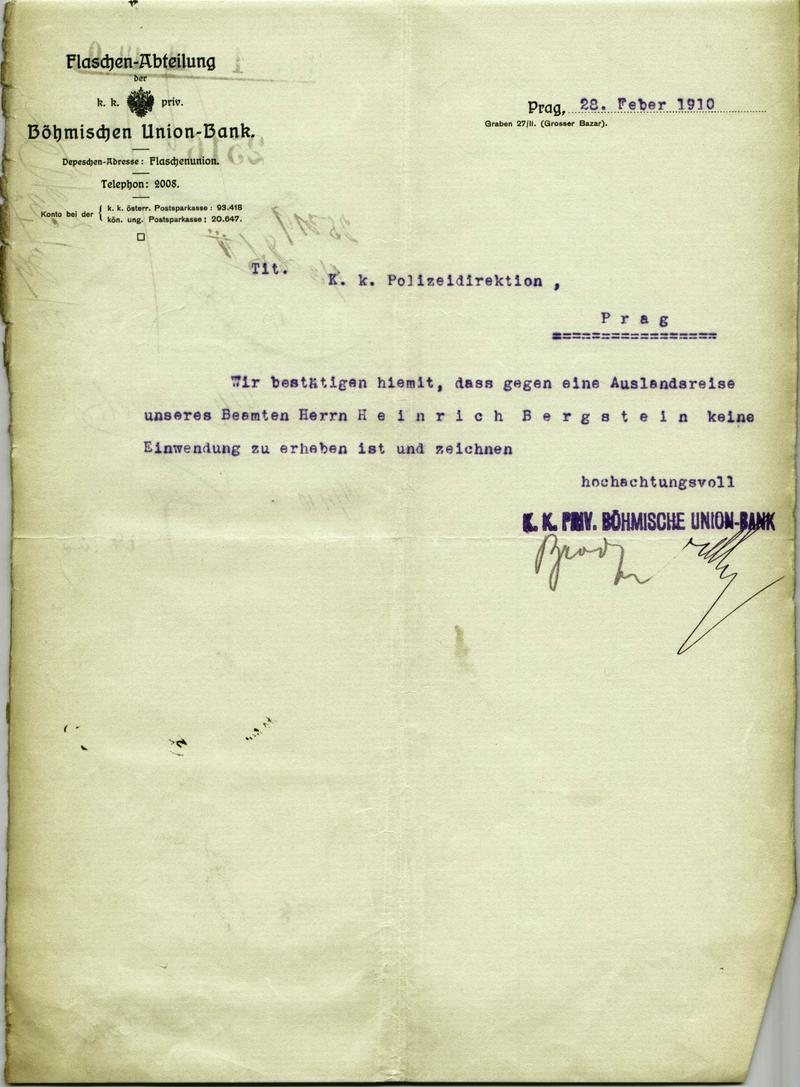 Flaschen-Abteilung
der
k. k. priv.
Böhmischen Union-Bank.
Depeschen-Adresse: Flaschenunion.
Telephon: 2008.
Konto bei der { k. k. österr. Postsparkasse: 93.418
kön. ung. Postsparkasse: 20.647.
Prag, 28. Feber 1910
Graben 27/II. (Grosser Bazar).
Tit.
K. k. Polizeidirektion ,
P r a g
=================
Wir bestätigen hiemit, dass gegen eine Auslandsreise
unseres Beamten Herrn H e i n r i c h B e r g s t e i n keine
Einwendung zu erheben ist und zeichnen
hochachtungsvoll
K. K. PRIV. BÖHMISCHE UNION-BANK